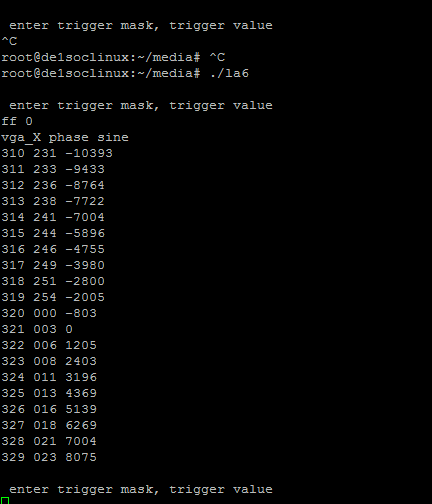 enter trigger mask, trigger value
^C
root@de1soclinux:~/media# ^C
root@de1soclinux:~/media# ./la6
enter trigger mask, trigger value
ff 0
vga_X phase sine
310 231 -10393
311 233 -9433
312 236 -8764
313 238 -7722
314 241 -7004
315 244 -5896
316 246 -4755
317 249 -3980
318 251 -2800
319 254 -2005
320 000 -803
321 003 0
322 006 1205
323 008 2403
324 011 3196
325 013 4369
326 016 5139
327 018 6269
328 021 7004
329 023 8075
enter trigger mask, trigger value